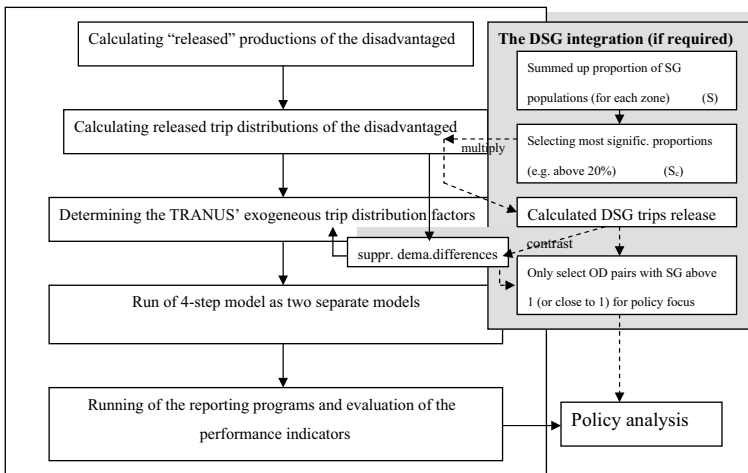 Calculating “released” productions of the disadvantaged
Calculating released trip distributions of the disadvantaged
Determining the TRANUS’ exogeneous trip distribution factors
suppr. dema.differences
Run of 4-step model as two separate models
Running of the reporting programs and evaluation of the
performance indicators
The DSG integration (if required)
Summed up proportion of SG
populations (for each zone) (S)
Selecting most signific. proportions
(e.g. above 20%) (Sₑ)
multiply
Calculated DSG trips release
contrast
Only select OD pairs with SG above
1 (or close to 1) for policy focus
Policy analysis